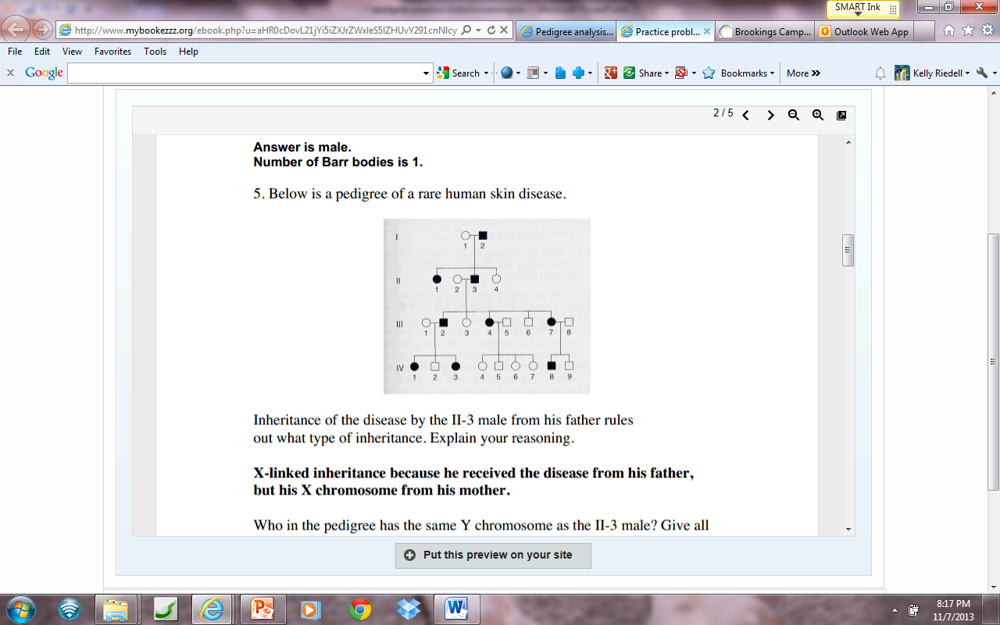 SMART Ink
http://www.mybookezzz.org/ebook.php?u=aHR0cDovL21jYi5iZXJrZWxleS5lZHUvY291cnNlcy
Pedigree analysis...
Practice probl...
Brookings Camp...
Outlook Web App
File Edit View Favorites Tools Help
x Google Search Share Bookmarks More » Kelly Riedell
2 / 5
Answer is male.
Number of Barr bodies is 1.
5. Below is a pedigree of a rare human skin disease.
I
1 2
II
1 2 3 4
III
1 2 3 4 5 6 7 8
IV
1 2 3 4 5 6 7 8 9
Inheritance of the disease by the II-3 male from his father rules
out what type of inheritance. Explain your reasoning.
X-linked inheritance because he received the disease from his father,
but his X chromosome from his mother.
Who in the pedigree has the same Y chromosome as the II-3 male? Give all
Put this preview on your site
8:17 PM
11/7/2013